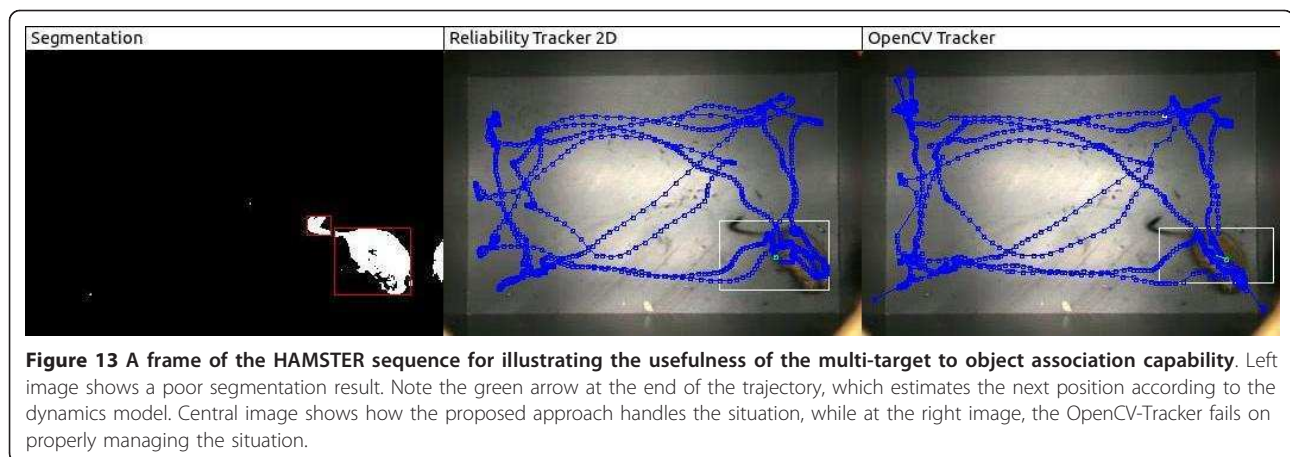 Segmentation
Reliability Tracker 2D
OpenCV Tracker
Figure 13 A frame of the HAMSTER sequence for illustrating the usefulness of the multi-target to object association capability. Left
image shows a poor segmentation result. Note the green arrow at the end of the trajectory, which estimates the next position according to the
dynamics model. Central image shows how the proposed approach handles the situation, while at the right image, the OpenCV-Tracker fails on
properly managing the situation.